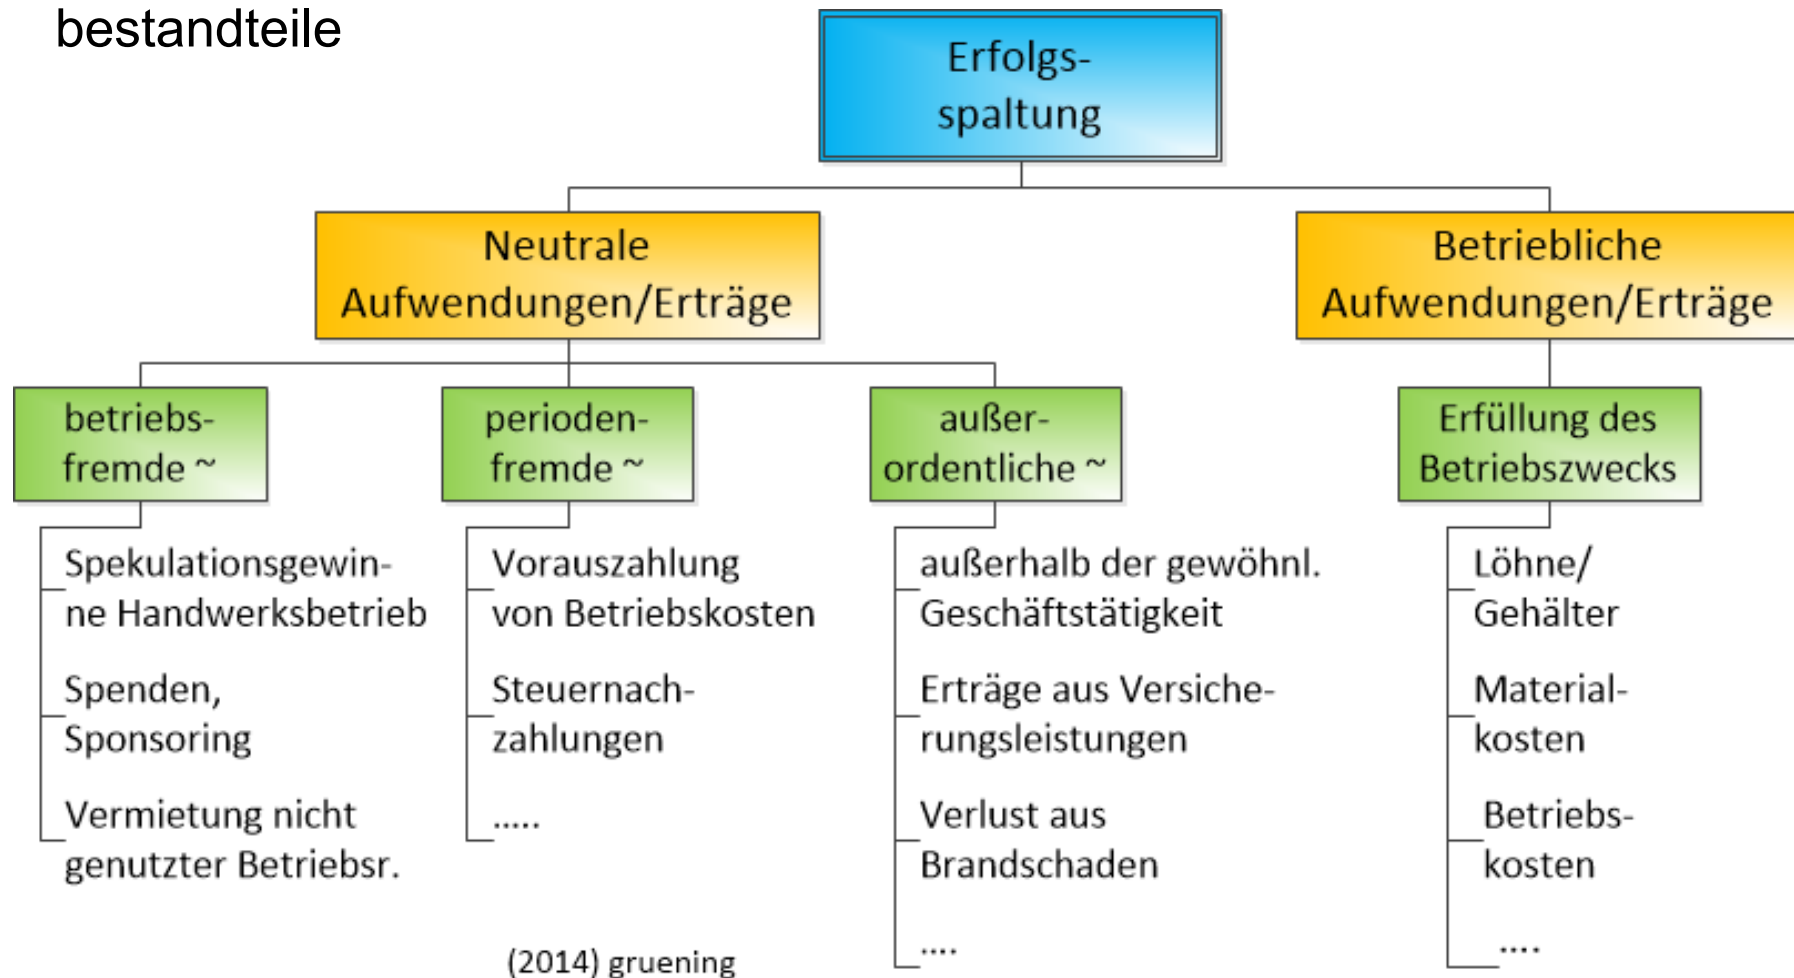 bestandteile
Erfolgs-
spaltung
Neutrale
Aufwendungen/Erträge
Betriebliche
Aufwendungen/Erträge
betriebs-
fremde ~
perioden-
fremde ~
außer-
ordentliche ~
Erfüllung des
Betriebszwecks
Spekulationsgewin-
ne Handwerksbetrieb
Spenden,
Sponsoring
Vermietung nicht
genutzter Betriebsr.
Vorauszahlung
von Betriebskosten
Steuernach-
zahlungen
.....
außerhalb der gewöhnl.
Geschäftstätigkeit
Erträge aus Versiche-
rungsleistungen
Verlust aus
Brandschaden
....
Löhne/
Gehälter
Material-
kosten
Betriebs-
kosten
....
(2014) gruening